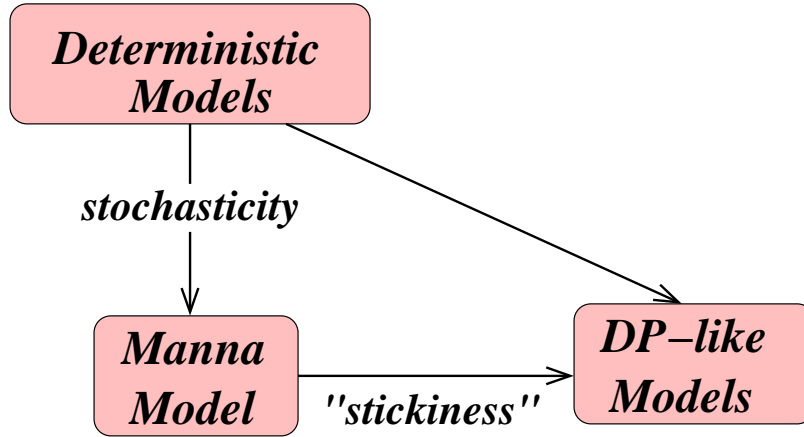 Deterministic
Models
stochasticity
Manna
Model
"stickiness"
DP–like
Models